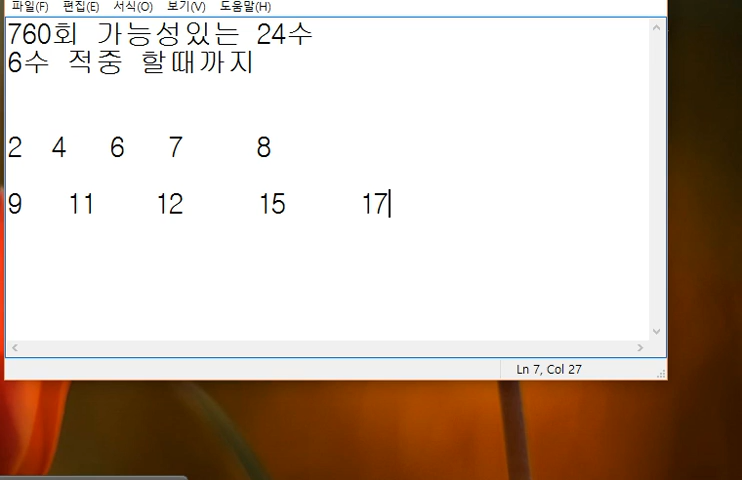 파일(F) 편집(E) 서식(O) 보기(V) 도움말(H)
760회 가능성있는 24수
6수 적중 할때까지
2 4 6 7 8
9 11 12 15 17
Ln 7, Col 27